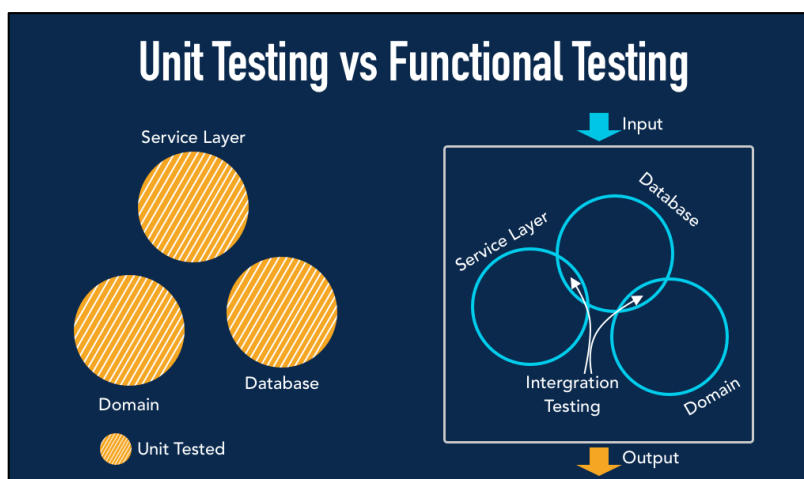 Unit Testing vs Functional Testing
Service Layer
Domain
Database
Unit Tested
Input
Service Layer
Database
Domain
Intergration
Testing
Output